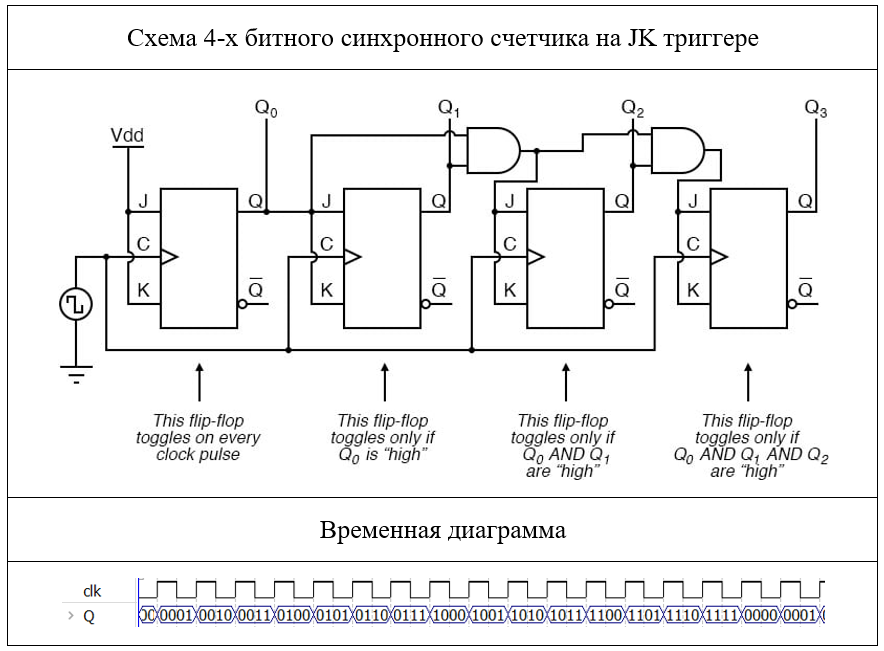 Схема 4-х битного синхронного счетчика на JK триггере
Q0 Q1 Q2 Q3
Vdd
J Q J Q J Q J Q
C C C C
K Q̅ K Q̅ K Q̅ K Q̅
This flip-flop
toggles on every
clock pulse
This flip-flop
toggles only if
Q0 is “high”
This flip-flop
toggles only if
Q0 AND Q1
are “high”
This flip-flop
toggles only if
Q0 AND Q1 AND Q2
are “high”
Временная диаграмма
clk
> Q 00 0001 0010 0011 0100 0101 0110 0111 1000 1001 1010 1011 1100 1101 1110 1111 0000 0001